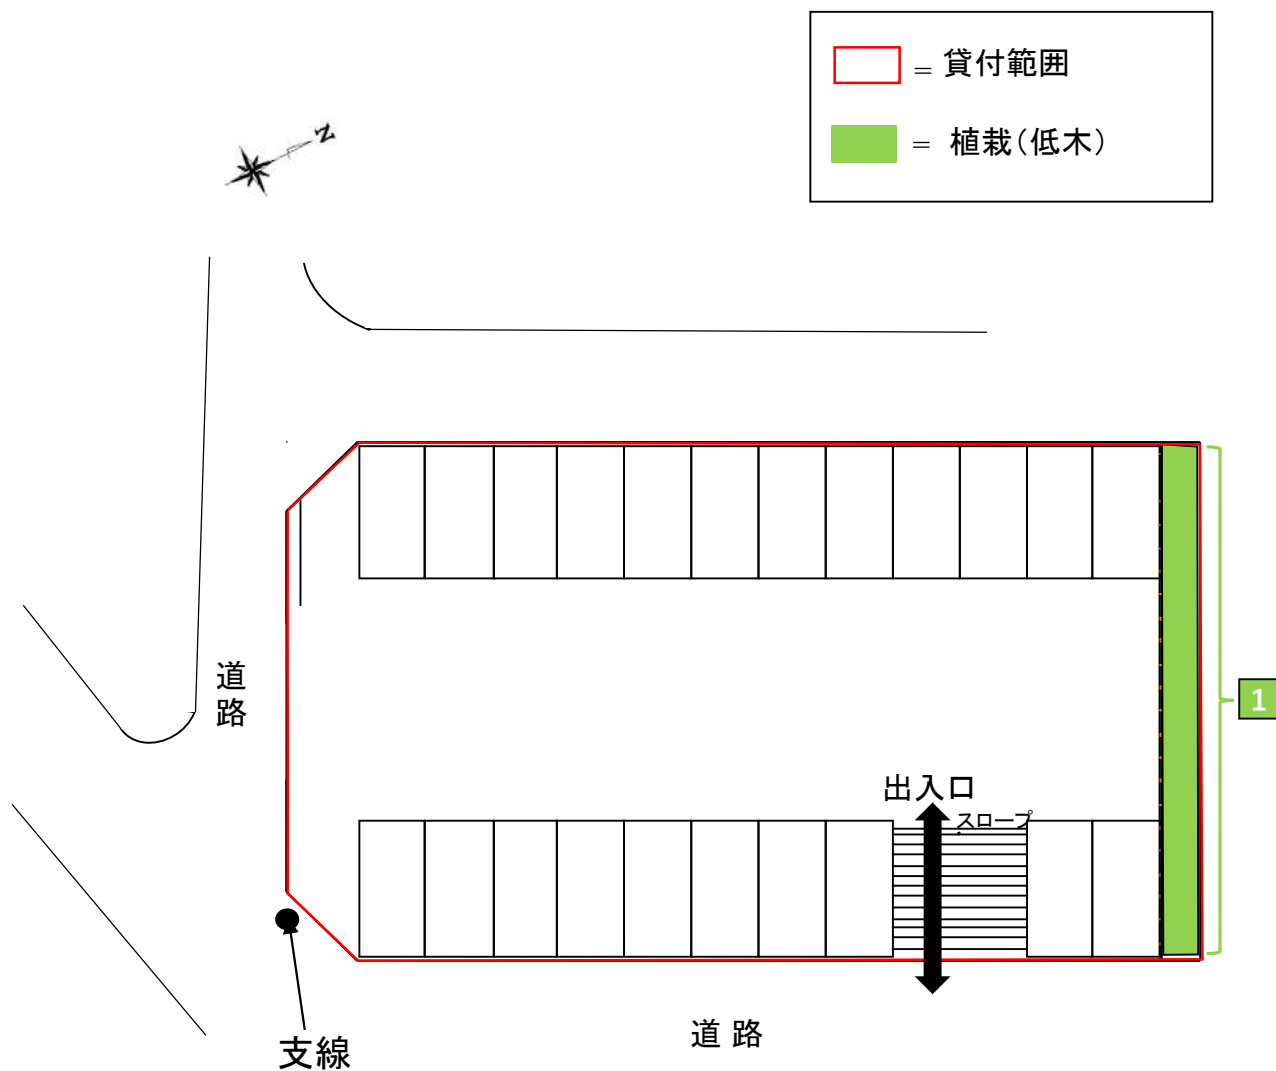 = 貸付範囲
= 植栽(低木)
N
道路
1
出入口
スロープ
道路
支線